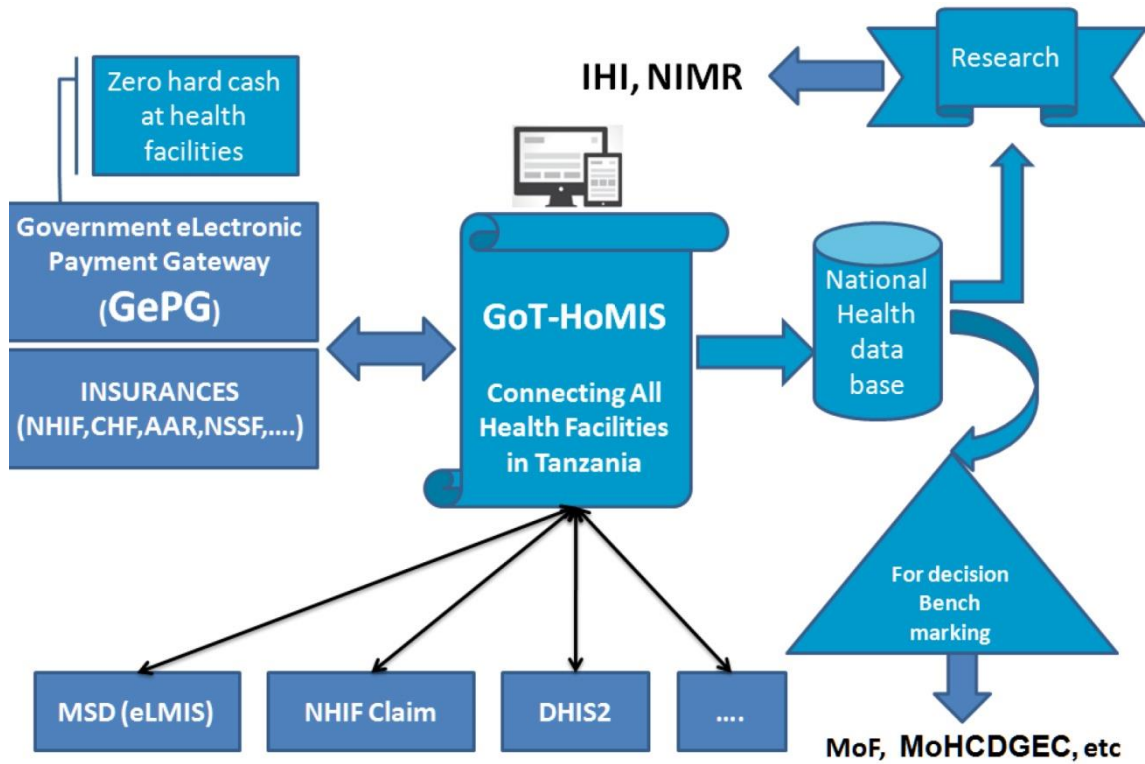 Zero hard cash
at health
facilities
Government eLectronic
Payment Gateway
(GePG)
INSURANCES
(NHIF,CHF,AAR,NSSF,....)
IHI, NIMR
Research
GoT-HoMIS
Connecting All
Health Facilities
in Tanzania
National
Health
data
base
For decision
Bench
marking
MSD (eLMIS)
NHIF Claim
DHIS2
....
MoF, MoHCDGEC, etc